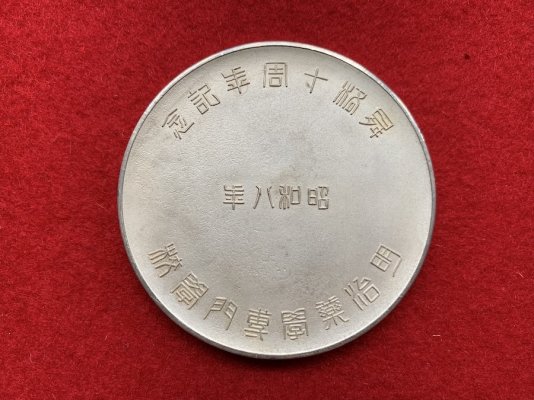 昇格十周年記念
昭和八年
明治藥學專門學校